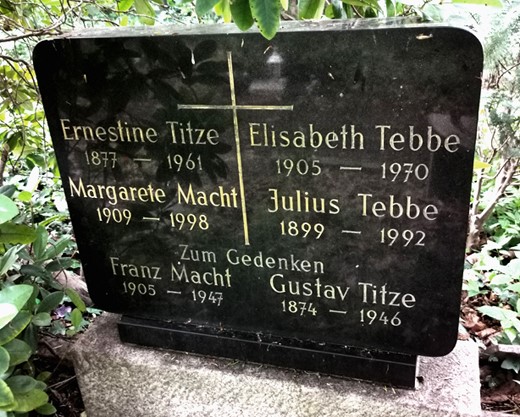 Ernestine Titze
1877 — 1961
Elisabeth Tebbe
1905 — 1970
Margarete Macht
1909 — 1998
Julius Tebbe
1899 — 1992
Zum Gedenken
Franz Macht
1905 — 1947
Gustav Titze
1874 — 1946